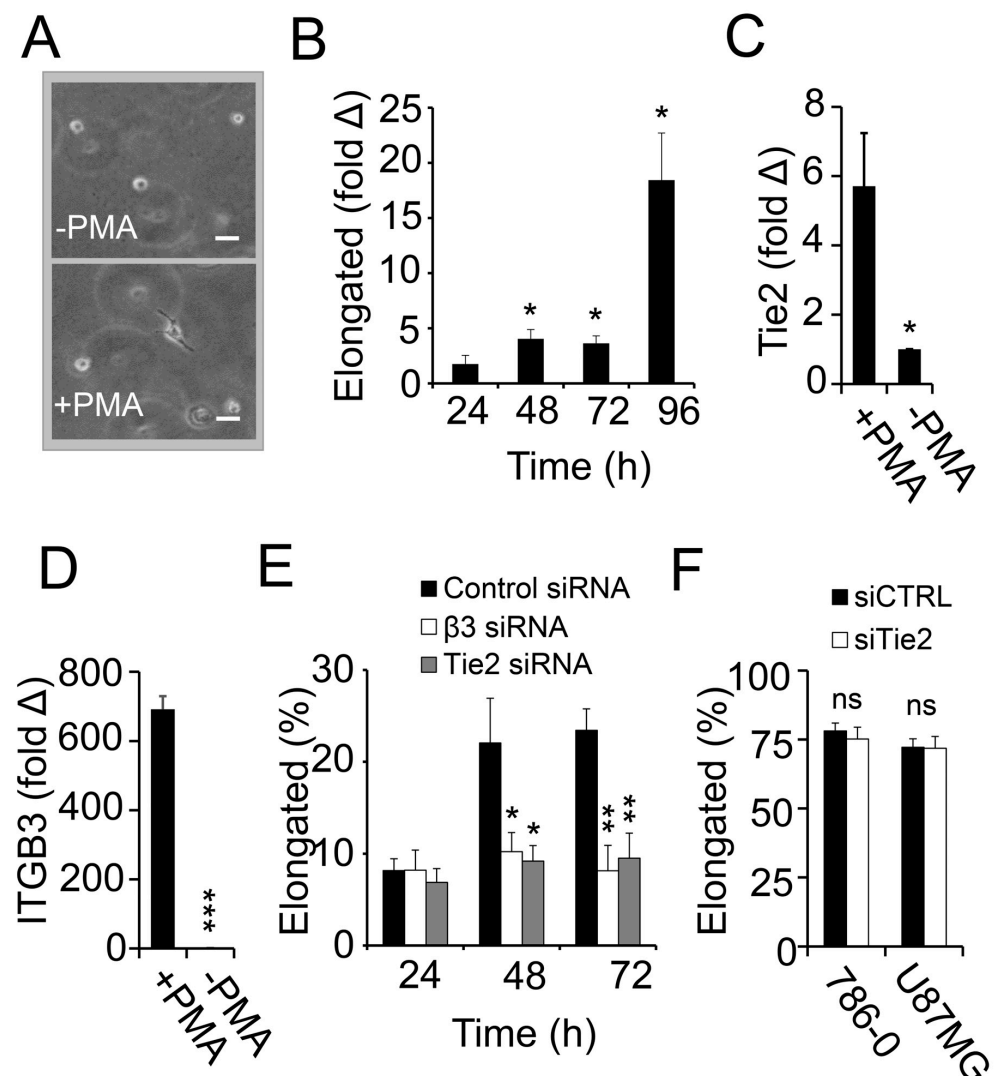 A
-PMA
+PMA
B
Elongated (fold Δ)
25
20
15
10
5
0
*
*
*
24 48 72 96
Time (h)
C
Tie2 (fold Δ)
8
6
4
2
0
*
+PMA
-PMA
D
ITGB3 (fold Δ)
800
600
400
200
0
***
+PMA
-PMA
E
Control siRNA
β3 siRNA
Tie2 siRNA
Elongated (%)
30
20
10
0
*
*
**
**
24 48 72
Time (h)
F
siCTRL
siTie2
Elongated (%)
100
75
50
25
0
ns
ns
786-0
U87MG